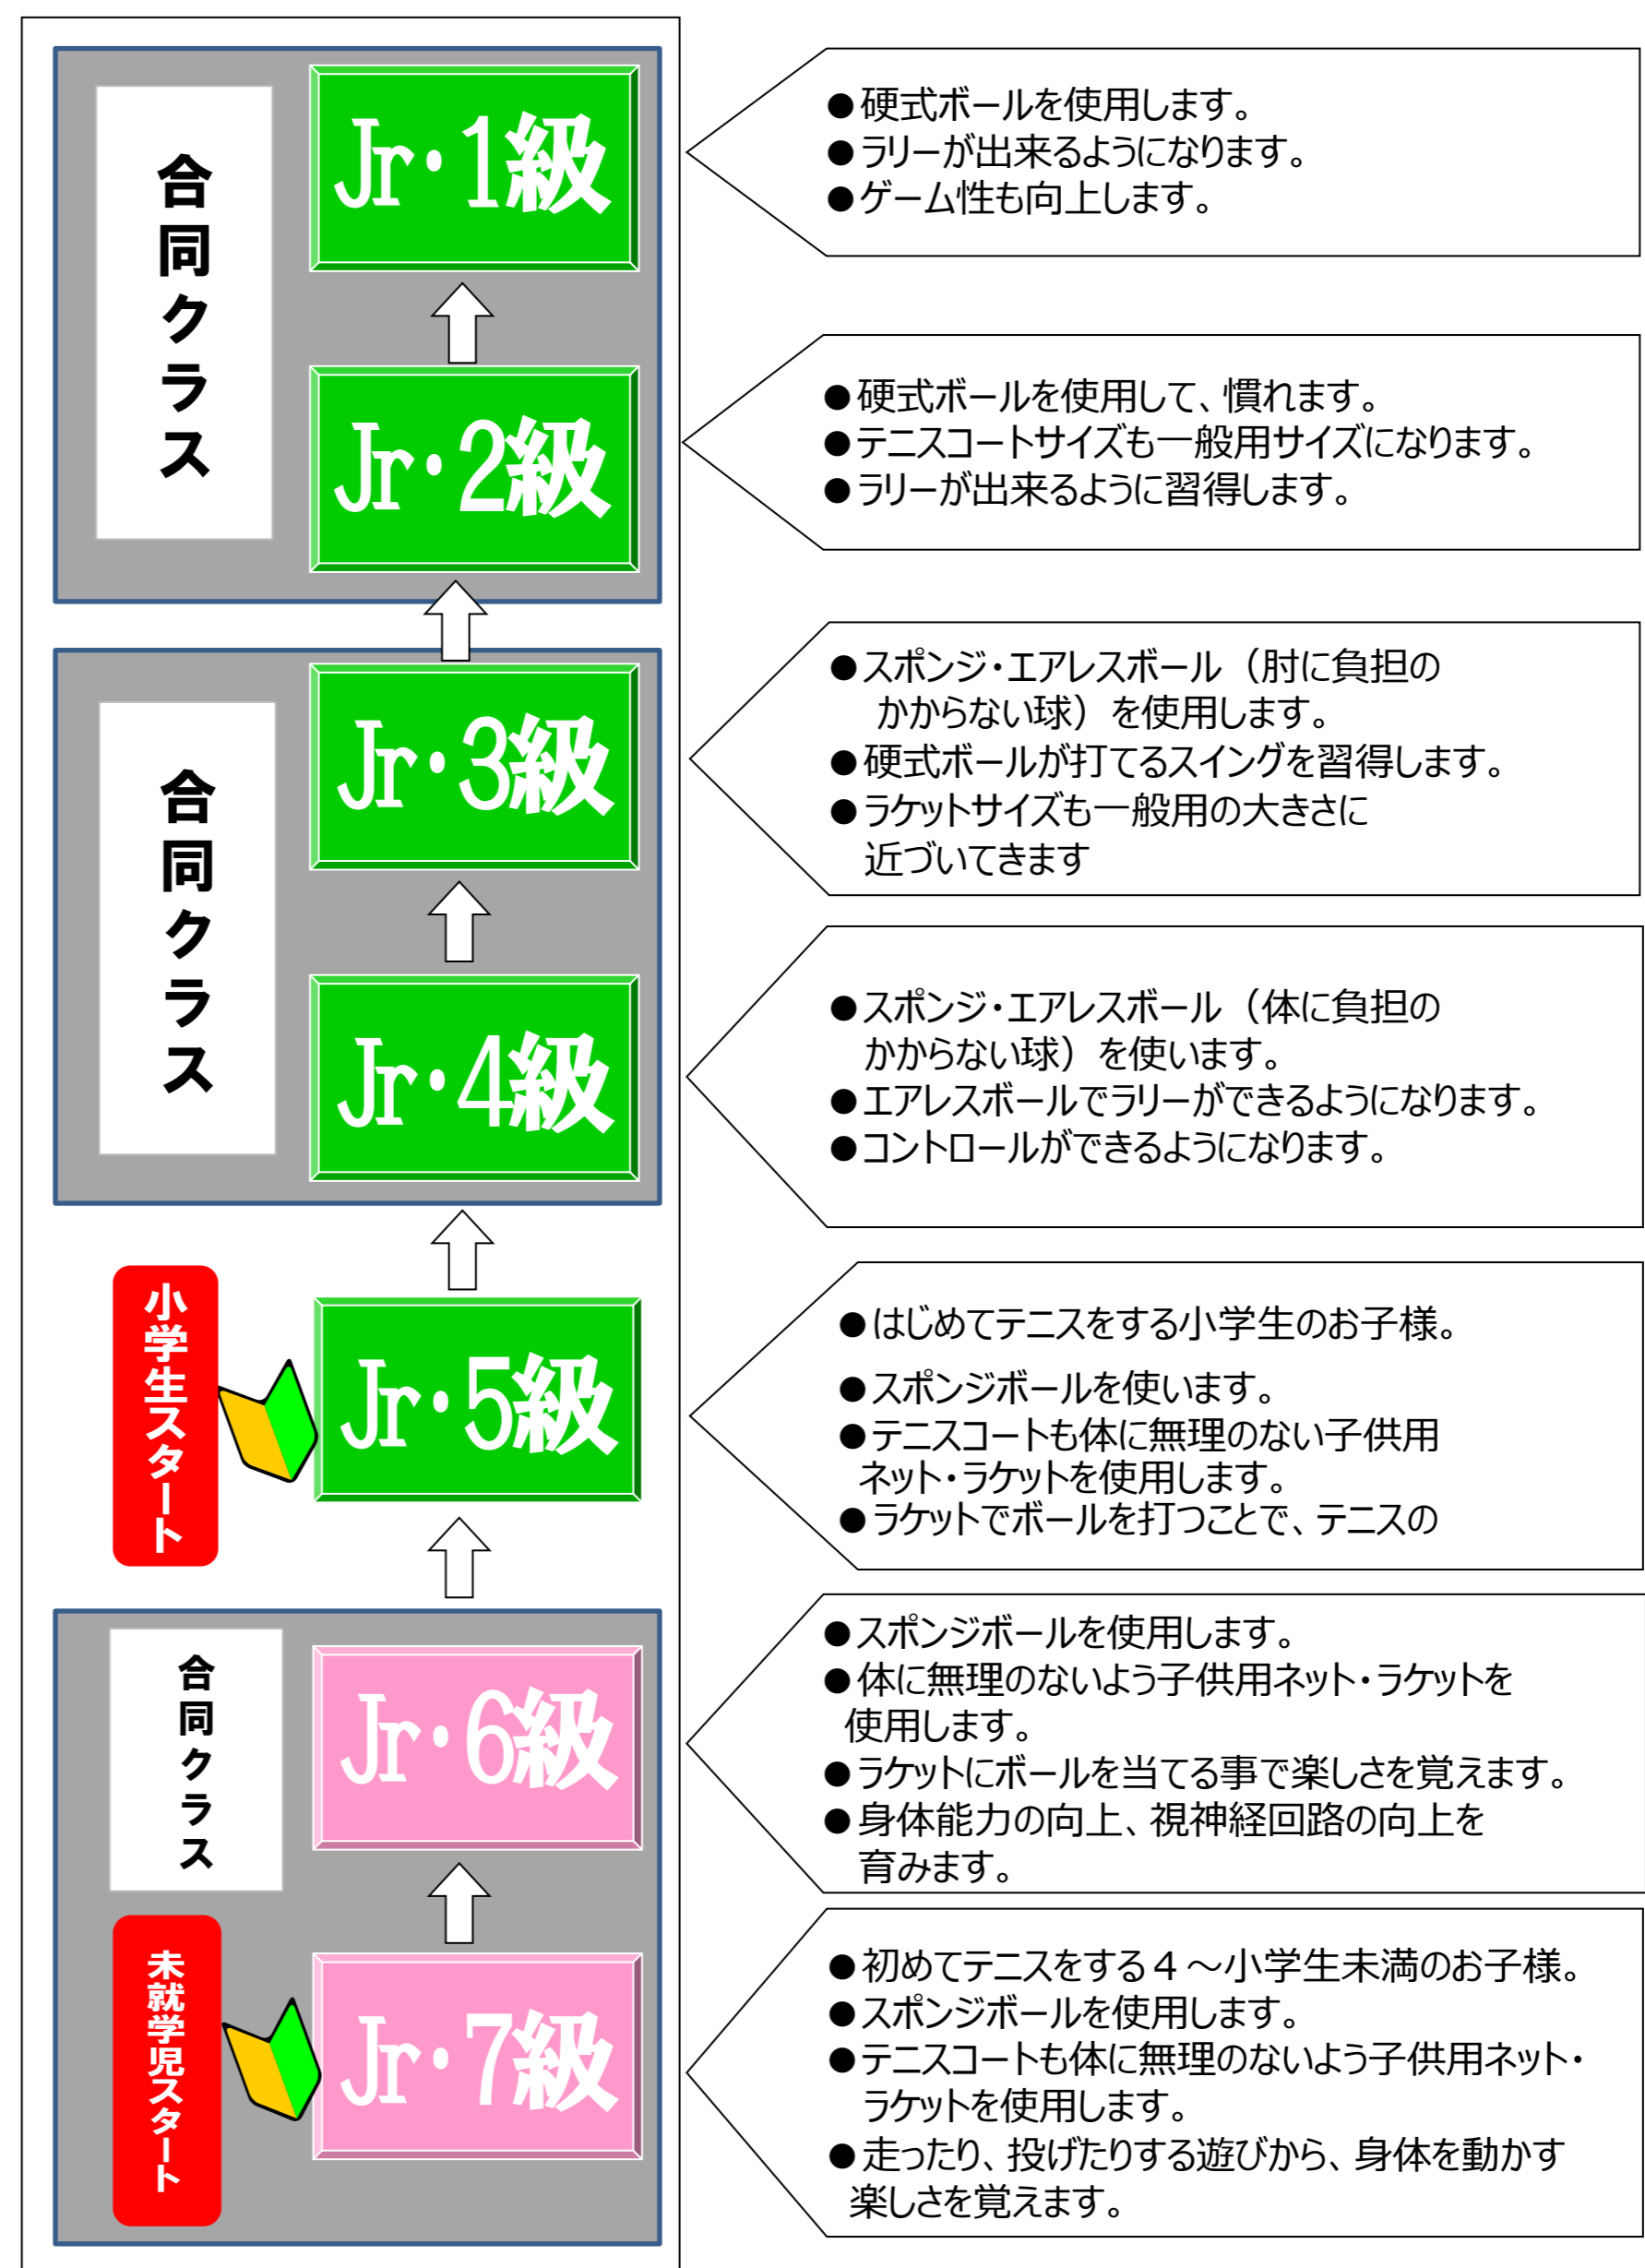 合同クラス
Jr・1級
●硬式ボールを使用します。
●ラリーが出来るようになります。
●ゲーム性も向上します。
Jr・2級
●硬式ボールを使用して、慣れます。
●テニスコートサイズも一般用サイズになります。
●ラリーが出来るように習得します。
合同クラス
Jr・3級
●スポンジ・エアレスボール（肘に負担の
かからない球）を使用します。
●硬式ボールが打てるスイングを習得します。
●ラケットサイズも一般用の大きさに
近づいてきます
Jr・4級
●スポンジ・エアレスボール（体に負担の
かからない球）を使います。
●エアレスボールでラリーができるようになります。
●コントロールができるようになります。
小学生スタート
Jr・5級
●はじめてテニスをする小学生のお子様。
●スポンジボールを使います。
●テニスコートも体に無理のない子供用
ネット・ラケットを使用します。
●ラケットでボールを打つことで、テニスの
合同クラス
Jr・6級
●スポンジボールを使用します。
●体に無理のないよう子供用ネット・ラケットを
使用します。
●ラケットにボールを当てる事で楽しさを覚えます。
●身体能力の向上、視神経回路の向上を
育みます。
未就学児スタート
Jr・7級
●初めてテニスをする４～小学生未満のお子様。
●スポンジボールを使用します。
●テニスコートも体に無理のないよう子供用ネット・
ラケットを使用します。
●走ったり、投げたりする遊びから、身体を動かす
楽しさを覚えます。